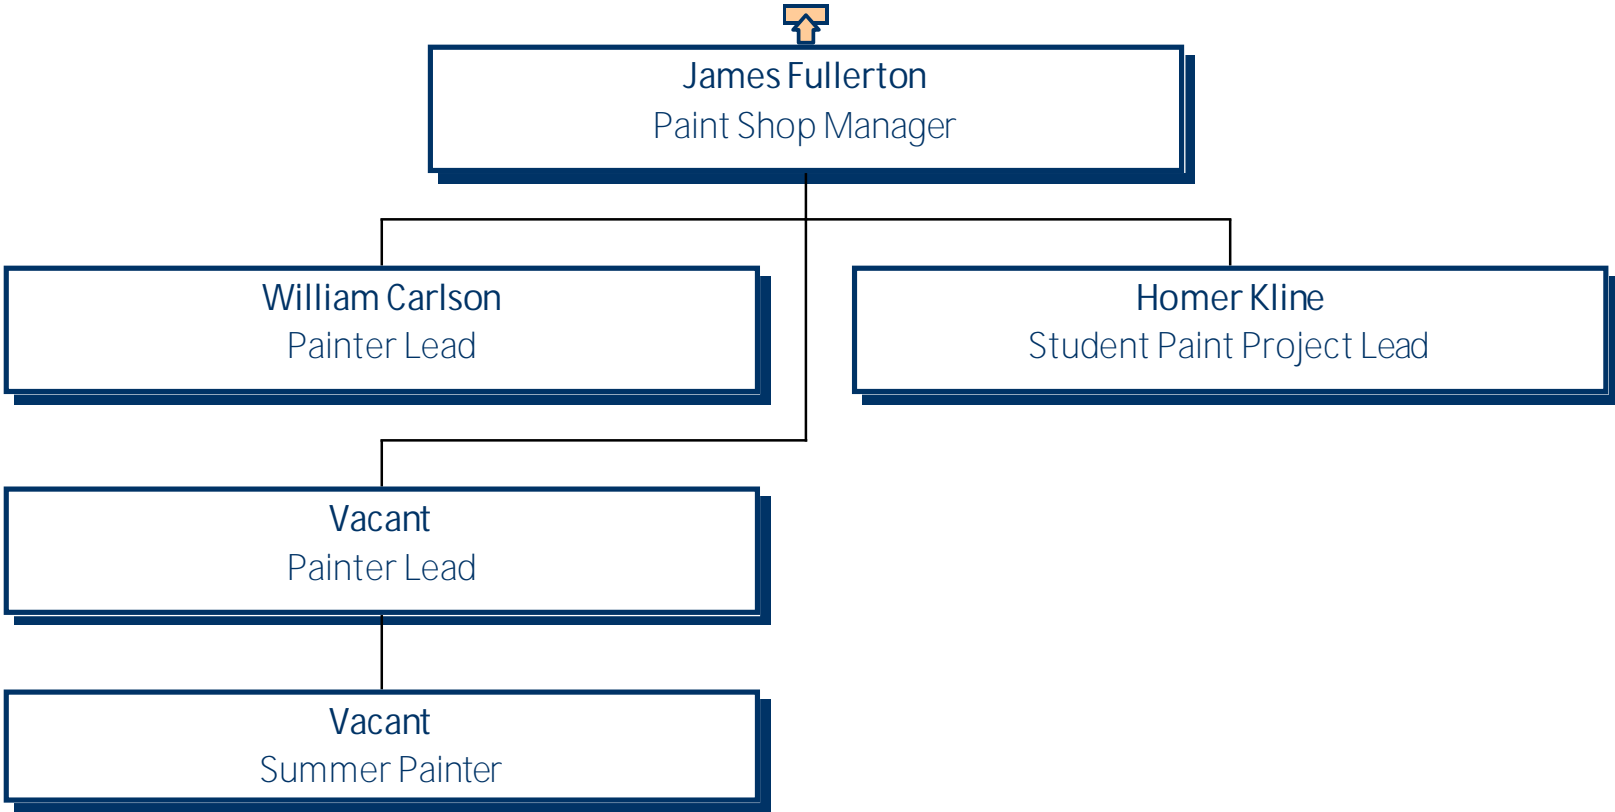 James Fullerton
Paint Shop Manager
William Carlson
Painter Lead
Homer Kline
Student Paint Project Lead
Vacant
Painter Lead
Vacant
Summer Painter